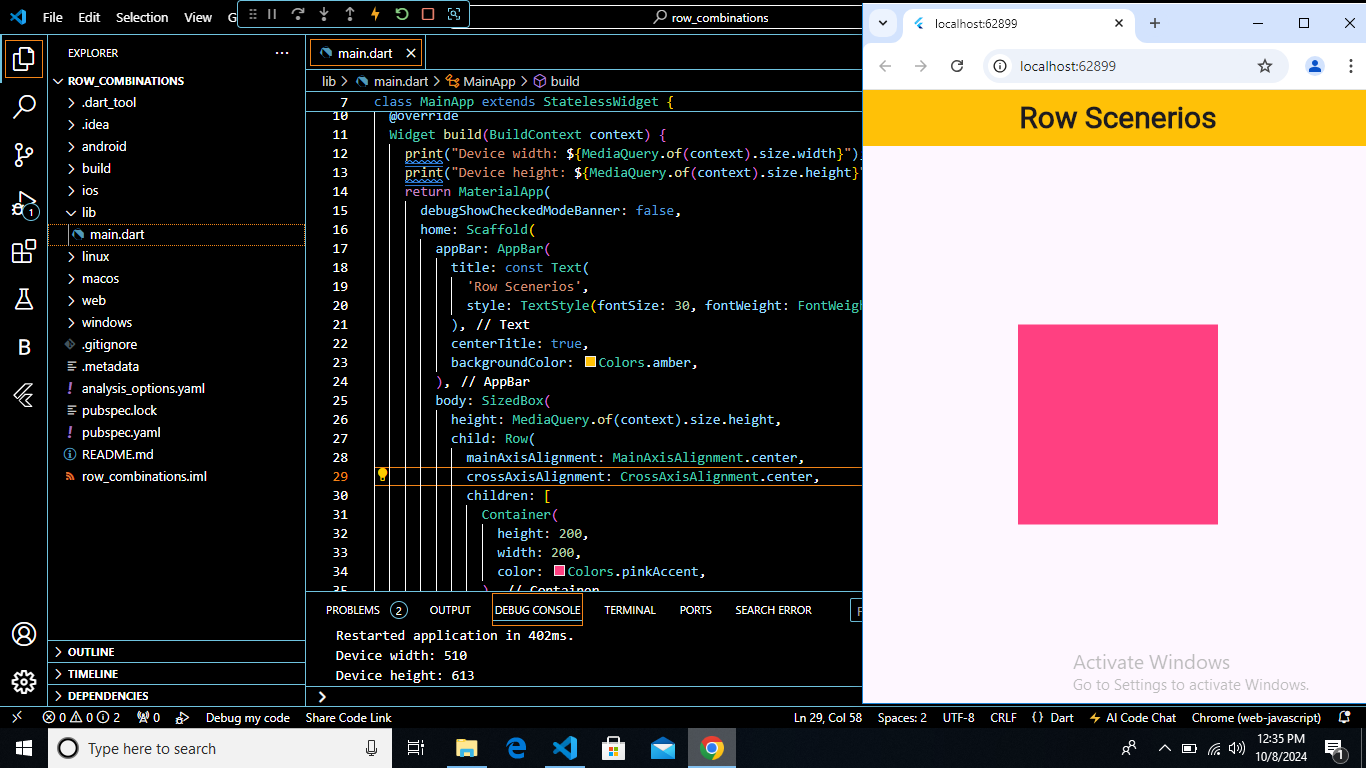 File Edit Selection View G
row_combinations
EXPLORER
ROW_COMBINATIONS
.dart_tool
.idea
android
build
ios
lib
main.dart
linux
macos
web
windows
.gitignore
.metadata
analysis_options.yaml
pubspec.lock
pubspec.yaml
README.md
row_combinations.iml
OUTLINE
TIMELINE
DEPENDENCIES
1
B
main.dart
lib > main.dart > MainApp > build
7 class MainApp extends StatelessWidget {
10 @override
11 Widget build(BuildContext context) {
12 print("Device width: ${MediaQuery.of(context).size.width}");
13 print("Device height: ${MediaQuery.of(context).size.height}"
14 return MaterialApp(
15 debugShowCheckedModeBanner: false,
16 home: Scaffold(
17 appBar: AppBar(
18 title: const Text(
19 'Row Scenerios',
20 style: TextStyle(fontSize: 30, fontWeight: FontWeigh
21 ), // Text
22 centerTitle: true,
23 backgroundColor: Colors.amber,
24 ), // AppBar
25 body: SizedBox(
26 height: MediaQuery.of(context).size.height,
27 child: Row(
28 mainAxisAlignment: MainAxisAlignment.center,
29 crossAxisAlignment: CrossAxisAlignment.center,
30 children: [
31 Container(
32 height: 200,
33 width: 200,
34 color: Colors.pinkAccent,
35 ), // Container
PROBLEMS 2 OUTPUT DEBUG CONSOLE TERMINAL PORTS SEARCH ERROR F
Restarted application in 402ms.
Device width: 510
Device height: 613
localhost:62899
localhost:62899
Row Scenerios
Activate Windows
Go to Settings to activate Windows.
0 0 2 0 Debug my code Share Code Link Ln 29, Col 58 Spaces: 2 UTF-8 CRLF {} Dart AI Code Chat Chrome (web-javascript)
Type here to search
12:35 PM
10/8/2024
1